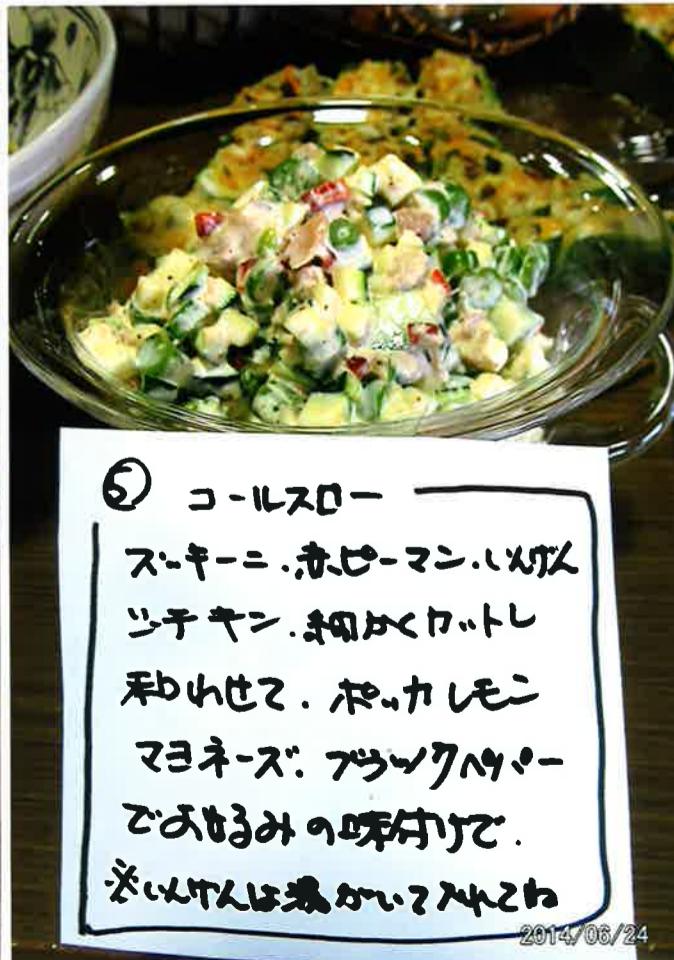 ⑤ コールスロー
ズッキーニ.赤ピーマン.いんげん
シーチキン.細かくカットし
和わせて.ポッカレモン
マヨネーズ.ブラックペッパー
でお好みの味付けで.
※いんげんは湯がいて入れてね
2014/06/24